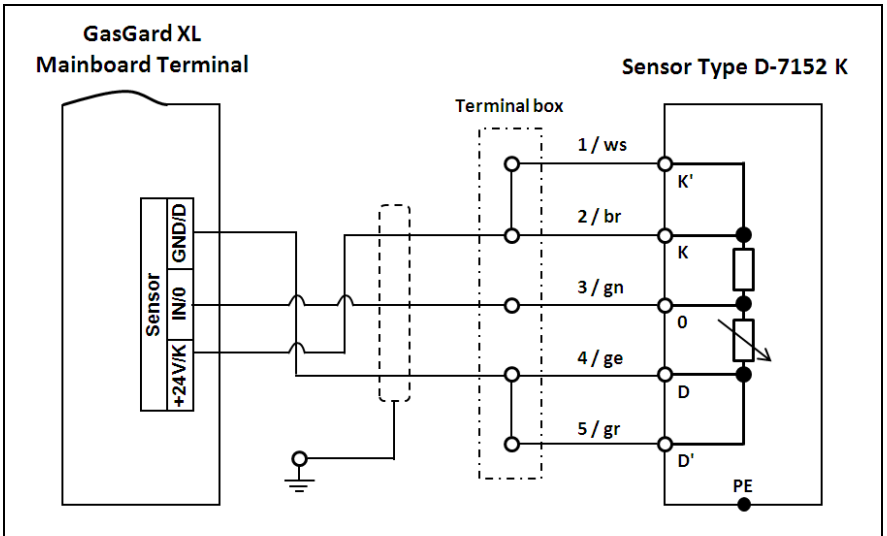 GasGard XL
Mainboard Terminal
Sensor Type D-7152 K
Terminal box
1 / ws
K'
2 / br
K
3 / gn
0
4 / ge
D
5 / gr
D'
PE
Sensor
GND/D
IN/0
+24V/K